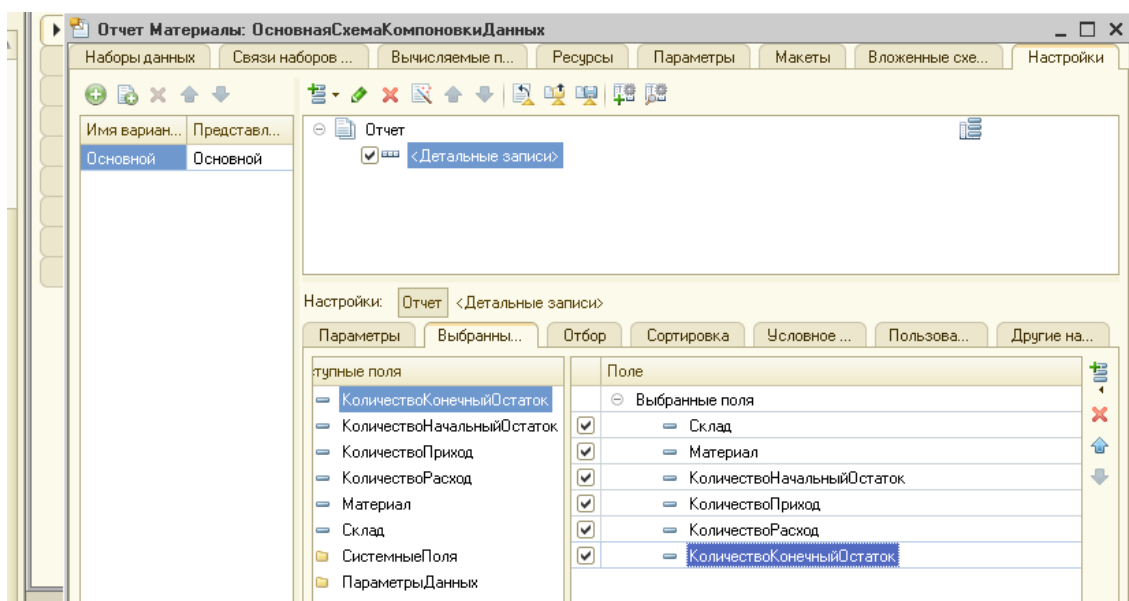 Отчет Материалы: ОсновнаяСхемаКомпоновкиДанных
Наборы данных Связи наборов ... Вычисляемые п... Ресурсы Параметры Макеты Вложенные схе... Настройки
Имя вариан... Представл...
Основной Основной
Отчет
<Детальные записи>
Настройки: Отчет <Детальные записи>
Параметры Выбранны... Отбор Сортировка Условное ... Пользова... Другие на...
тупные поля Поле
КоличествоКонечныйОстаток Выбранные поля
КоличествоНачальныйОстаток Склад
КоличествоПриход Материал
КоличествоРасход КоличествоНачальныйОстаток
Материал КоличествоПриход
Склад КоличествоРасход
СистемныеПоля КоличествоКонечныйОстаток
ПараметрыДанных